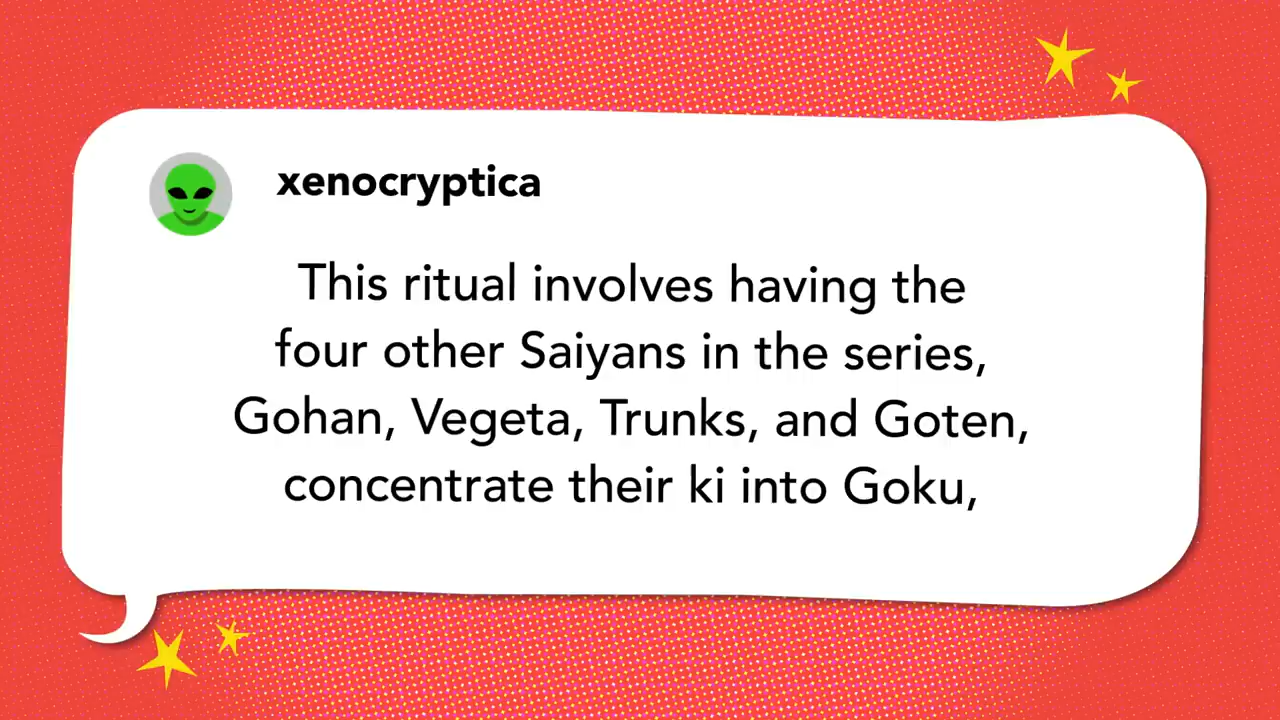 xenocryptica
This ritual involves having the
four other Saiyans in the series,
Gohan, Vegeta, Trunks, and Goten,
concentrate their ki into Goku,